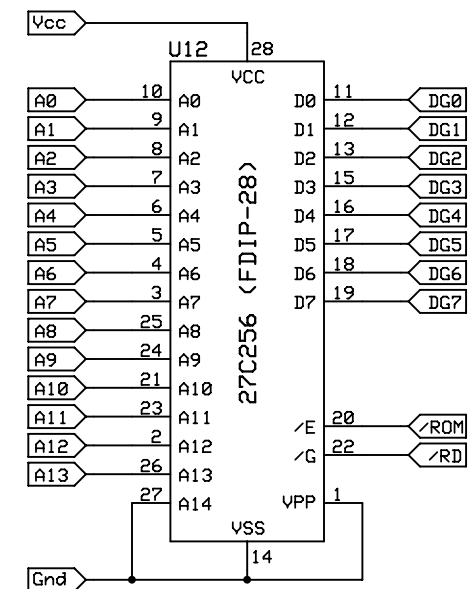 Vcc
U12 28
VCC
A0 10 A0 D0 11 DG0
A1 9 A1 D1 12 DG1
A2 8 A2 D2 13 DG2
A3 7 A3 D3 15 DG3
A4 6 A4 D4 16 DG4
A5 5 A5 D5 17 DG5
A6 4 A6 D6 18 DG6
A7 3 A7 D7 19 DG7
A8 25 A8
A9 24 A9
A10 21 A10
A11 23 A11
A12 2 A12 /E 20 /ROM
A13 26 A13 /G 22 /RD
27 A14 VPP 1
27C256 (FDIP-28)
VSS
14
Gnd